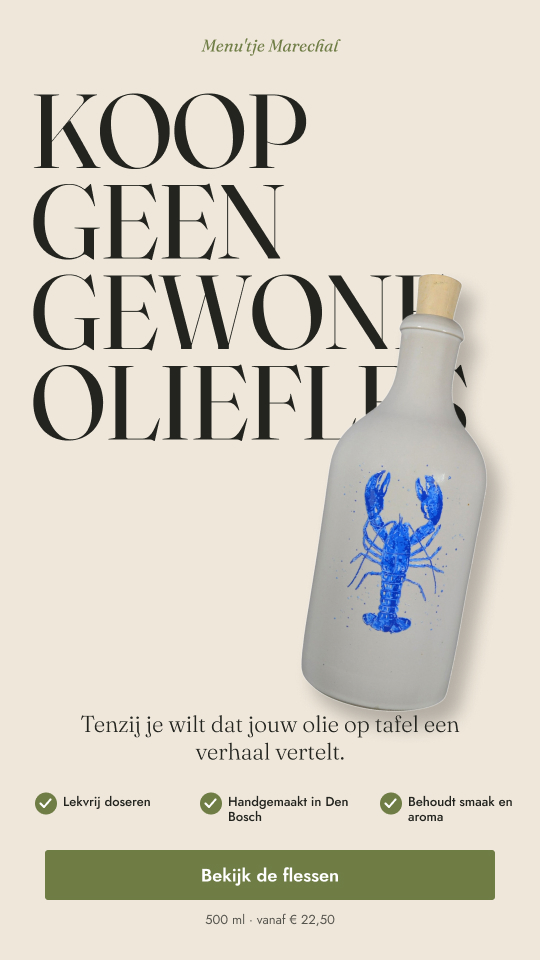 Menu'tje Marechal
KOOP
GEEN
GEWONE
OLIEFLES
Tenzij je wilt dat jouw olie op tafel een
verhaal vertelt.
Lekvrij doseren
Handgemaakt in Den
Bosch
Behoudt smaak en
aroma
Bekijk de flessen
500 ml · vanaf € 22,50